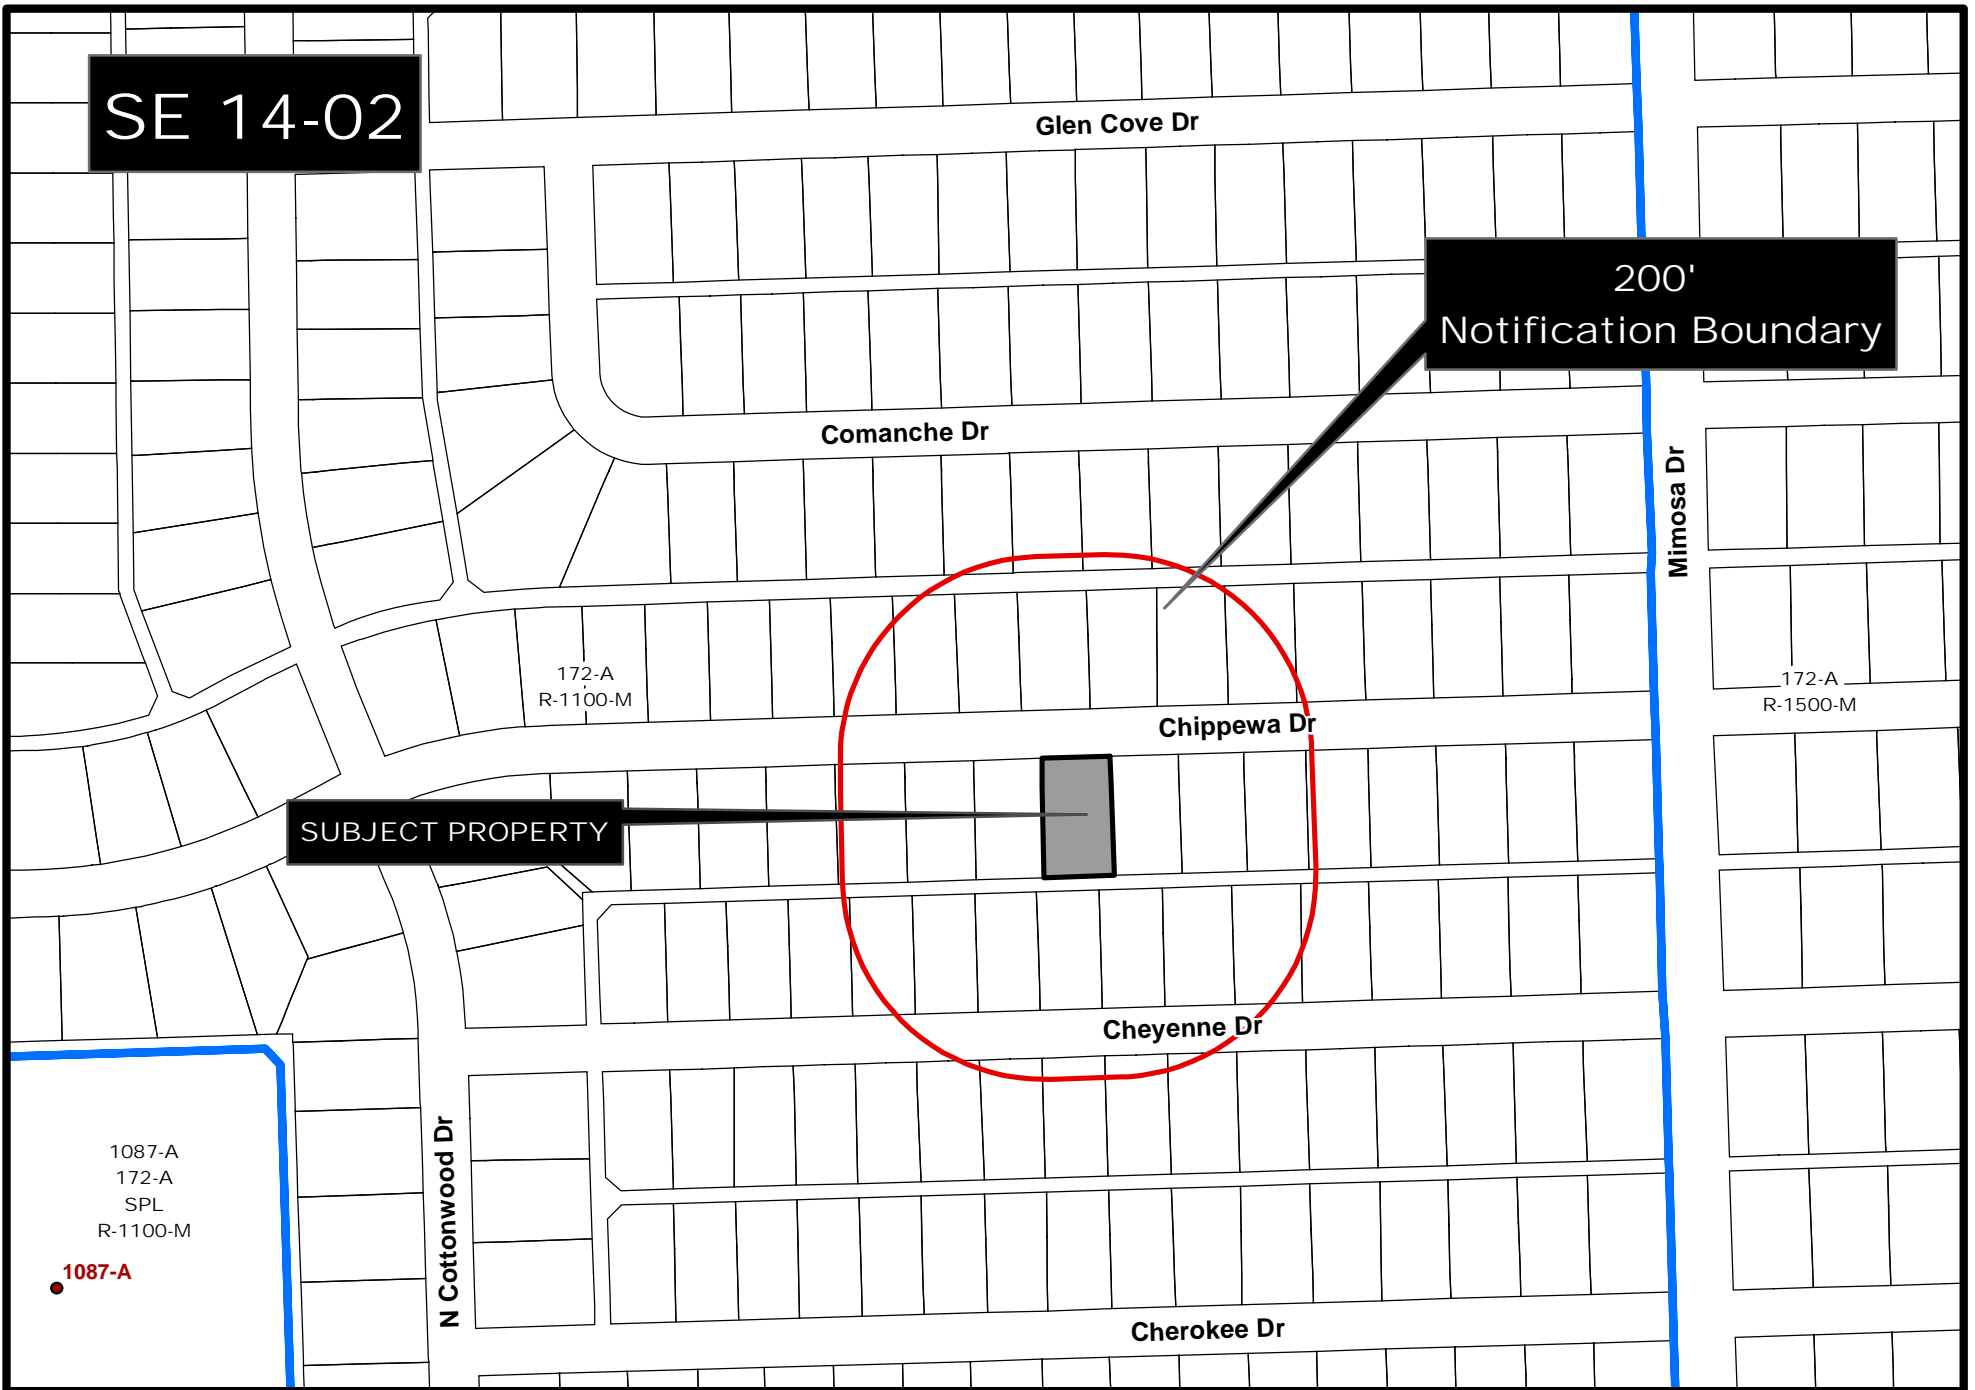 SE 14-02
Glen Cove Dr
200'
Notification Boundary
Comanche Dr
Mimosa Dr
172-A
R-1100-M
172-A
R-1500-M
Chippewa Dr
SUBJECT PROPERTY
Cheyenne Dr
N Cottonwood Dr
1087-A
172-A
SPL
R-1100-M
1087-A
Cherokee Dr